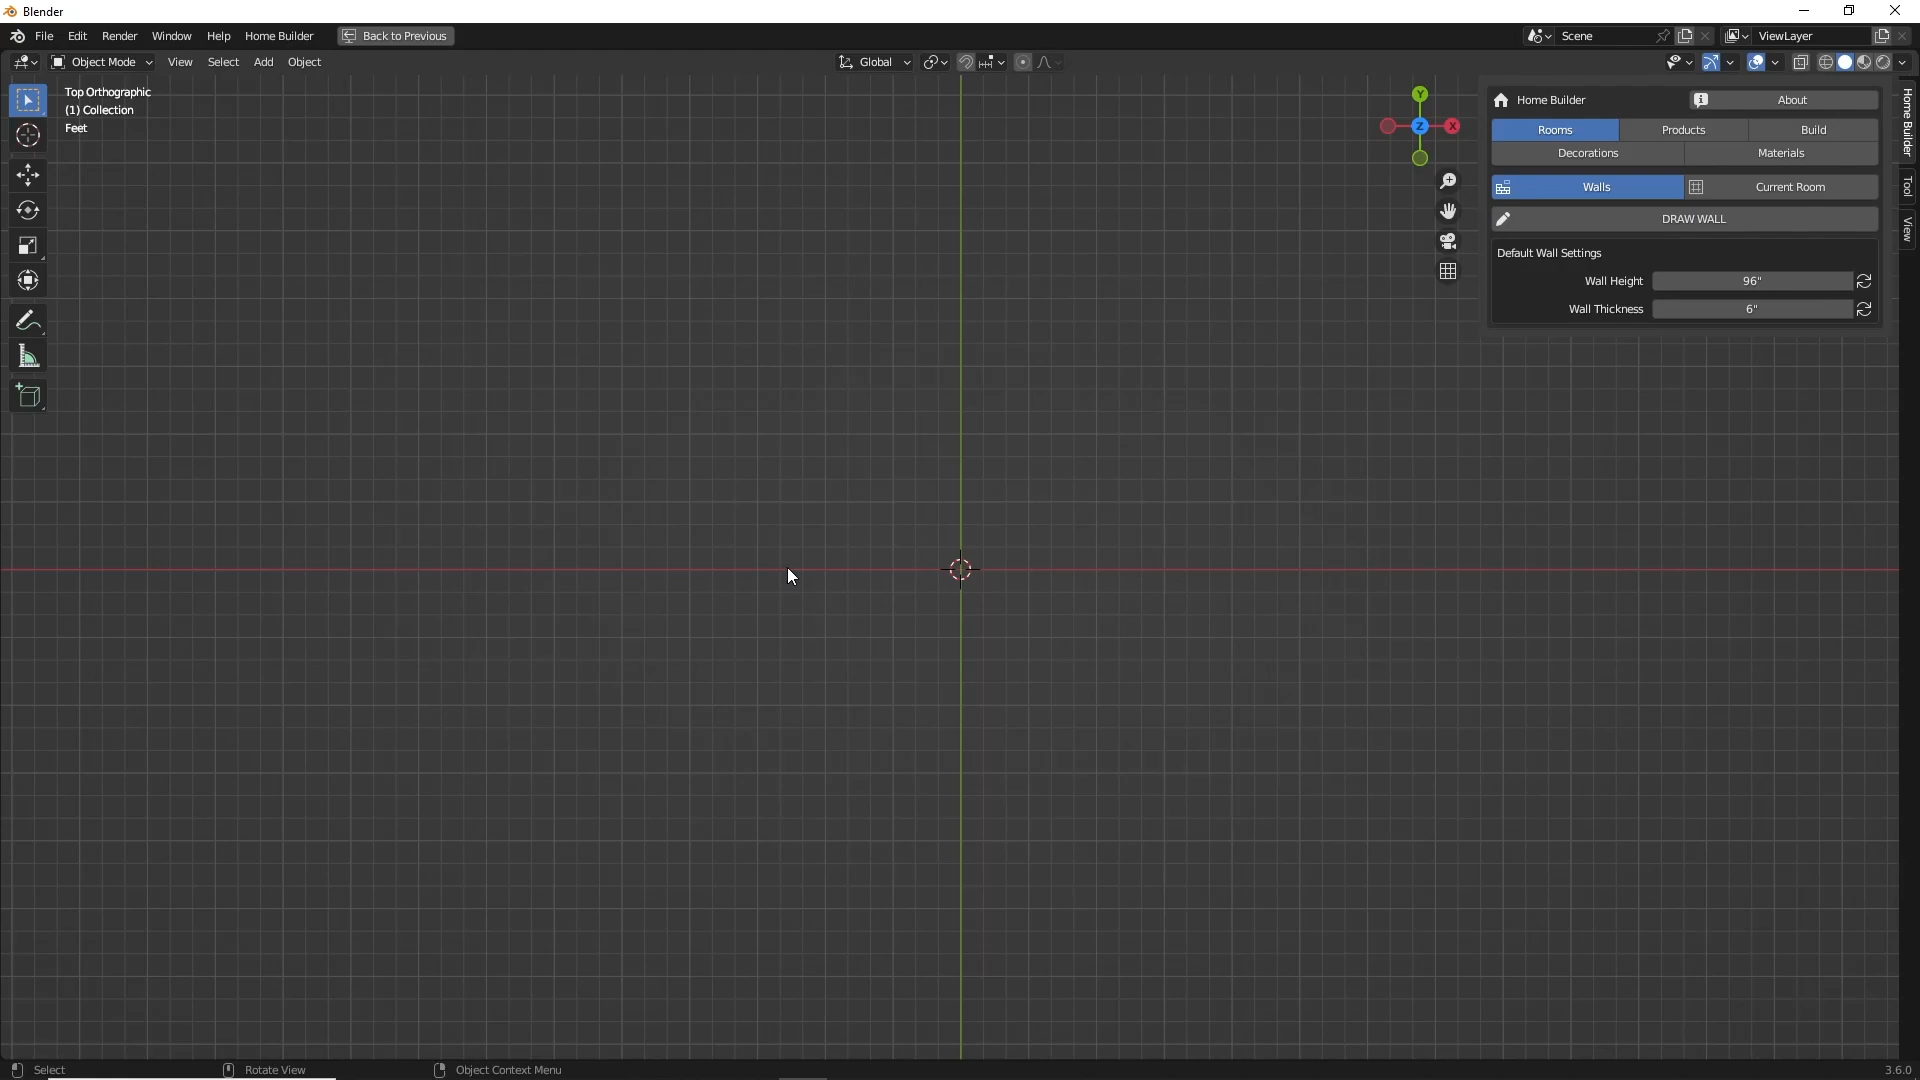 Blender
File Edit Render Window Help Home Builder Back to Previous Scene ViewLayer
Object Mode View Select Add Object Global
Top Orthographic
(1) Collection
Feet
Y
X
Z
Home Builder About
Rooms Products Build
Decorations Materials
Walls Current Room
DRAW WALL
Default Wall Settings
Wall Height 96"
Wall Thickness 6"
Home Builder
Tool
View
Select Rotate View Object Context Menu 3.6.0